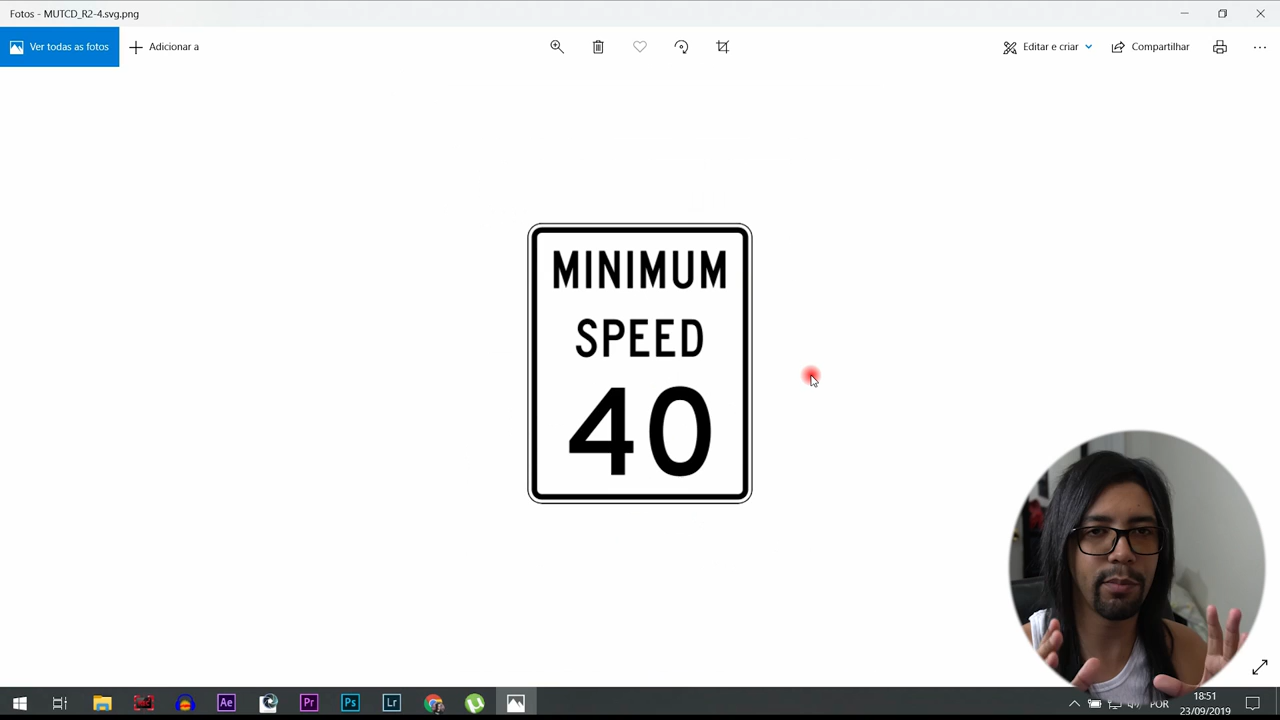 Fotos - MUTCD_R2-4.svg.png
Ver todas as fotos
Adicionar a
Editar e criar
Compartilhar
MINIMUM
SPEED
40
Ae
Pr
Ps
Lr
POR
18:51
23/09/2019